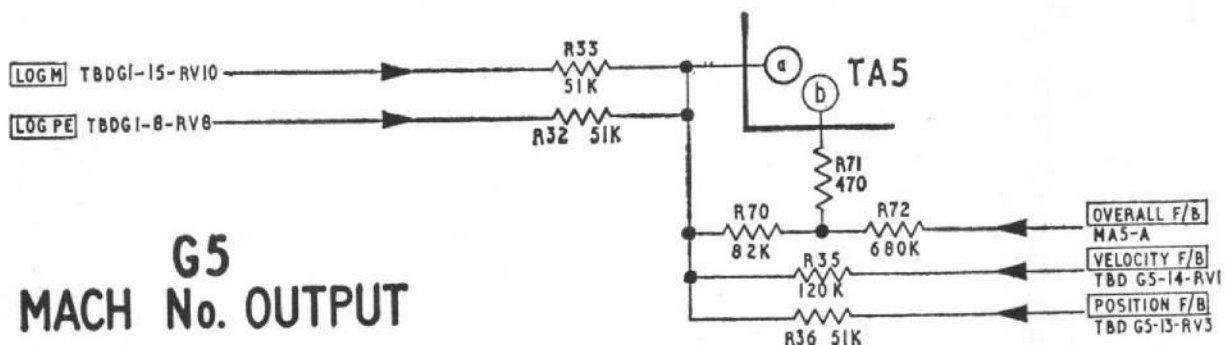 LOG M TBDG1-15-RV10
R33
51K
LOG PE TBDG1-8-RV8
R32 51K
a
b
TA5
R71
470
R70
82K
R72
680K
OVERALL F/B
MA5-A
R35
120K
VELOCITY F/B
TBD G5-14-RV1
R36 51K
POSITION F/B
TBD G5-13-RV3
G5
MACH No. OUTPUT